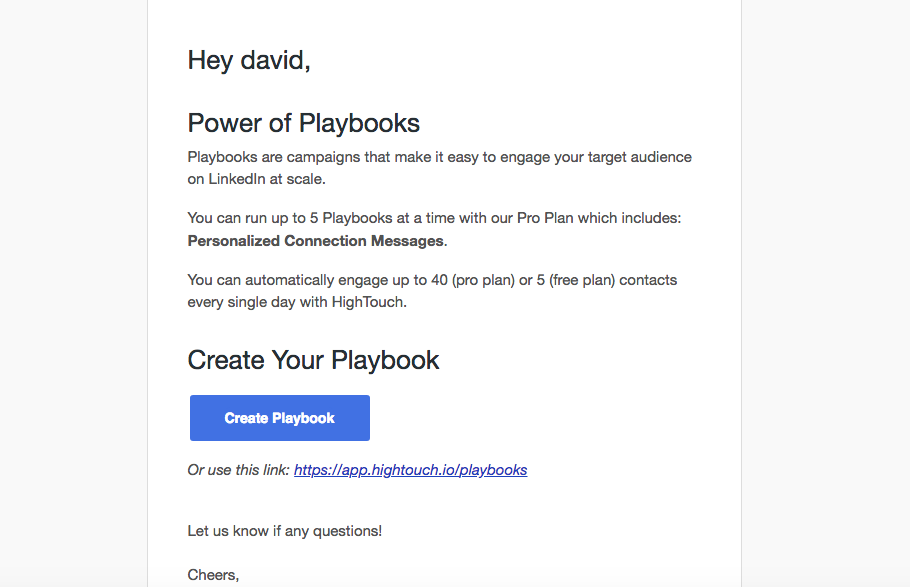 Hey david,
Power of Playbooks
Playbooks are campaigns that make it easy to engage your target audience
on LinkedIn at scale.
You can run up to 5 Playbooks at a time with our Pro Plan which includes:
Personalized Connection Messages.
You can automatically engage up to 40 (pro plan) or 5 (free plan) contacts
every single day with HighTouch.
Create Your Playbook
Create Playbook
Or use this link: https://app.hightouch.io/playbooks
Let us know if any questions!
Cheers,